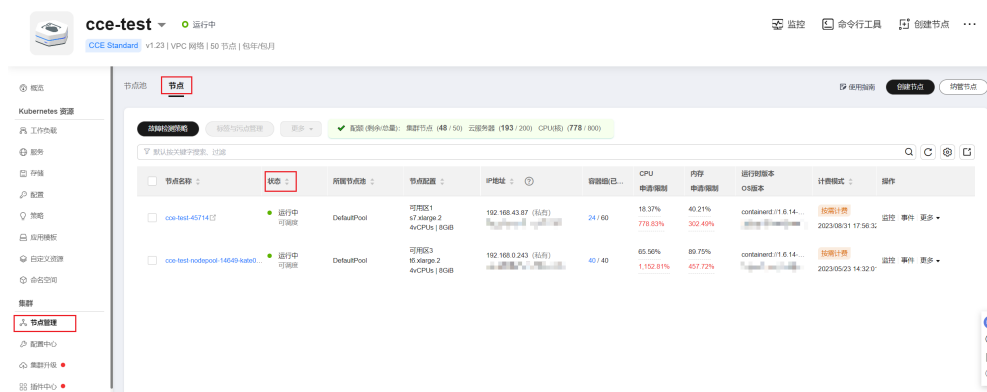 cce-test
运行中
监控
命令行工具
创建节点
CCE Standard v1.23 | VPC 网络 | 50 节点 | 包年/包月
概览
Kubernetes 资源
工作负载
服务
存储
配置
策略
应用模板
自定义资源
命名空间
集群
节点管理
配置中心
集群升级
插件中心
节点池 节点
使用指南 创建节点 纳管节点
故障检测策略 标签与污点管理 更多
配额 (剩余/总量): 集群节点 (48 / 50) 云服务器 (193 / 200) CPU(核) (778 / 800)
默认按关键字搜索、过滤
节点名称 状态 所属节点池 节点配置 IP地址 容器组(已... CPU 申请/限制 内存 申请/限制 运行时版本 OS版本 计费模式 操作
cce-test-45714 运行中 可调度 DefaultPool 可用区1 s7.xlarge.2 4vCPUs | 8GiB 192.168.43.87 (私有) 24 / 60 18.37% 778.83% 40.21% 302.49% containerd://1.6.14-... 按需计费 2023/08/31 17:56:32 监控 事件 更多
cce-test-nodepool-14649-kate0... 运行中 可调度 DefaultPool 可用区3 t6.xlarge.2 4vCPUs | 8GiB 192.168.0.243 (私有) 40 / 40 65.56% 1,152.81% 89.75% 457.72% containerd://1.6.14-... 按需计费 2023/05/23 14:32:0 监控 事件 更多